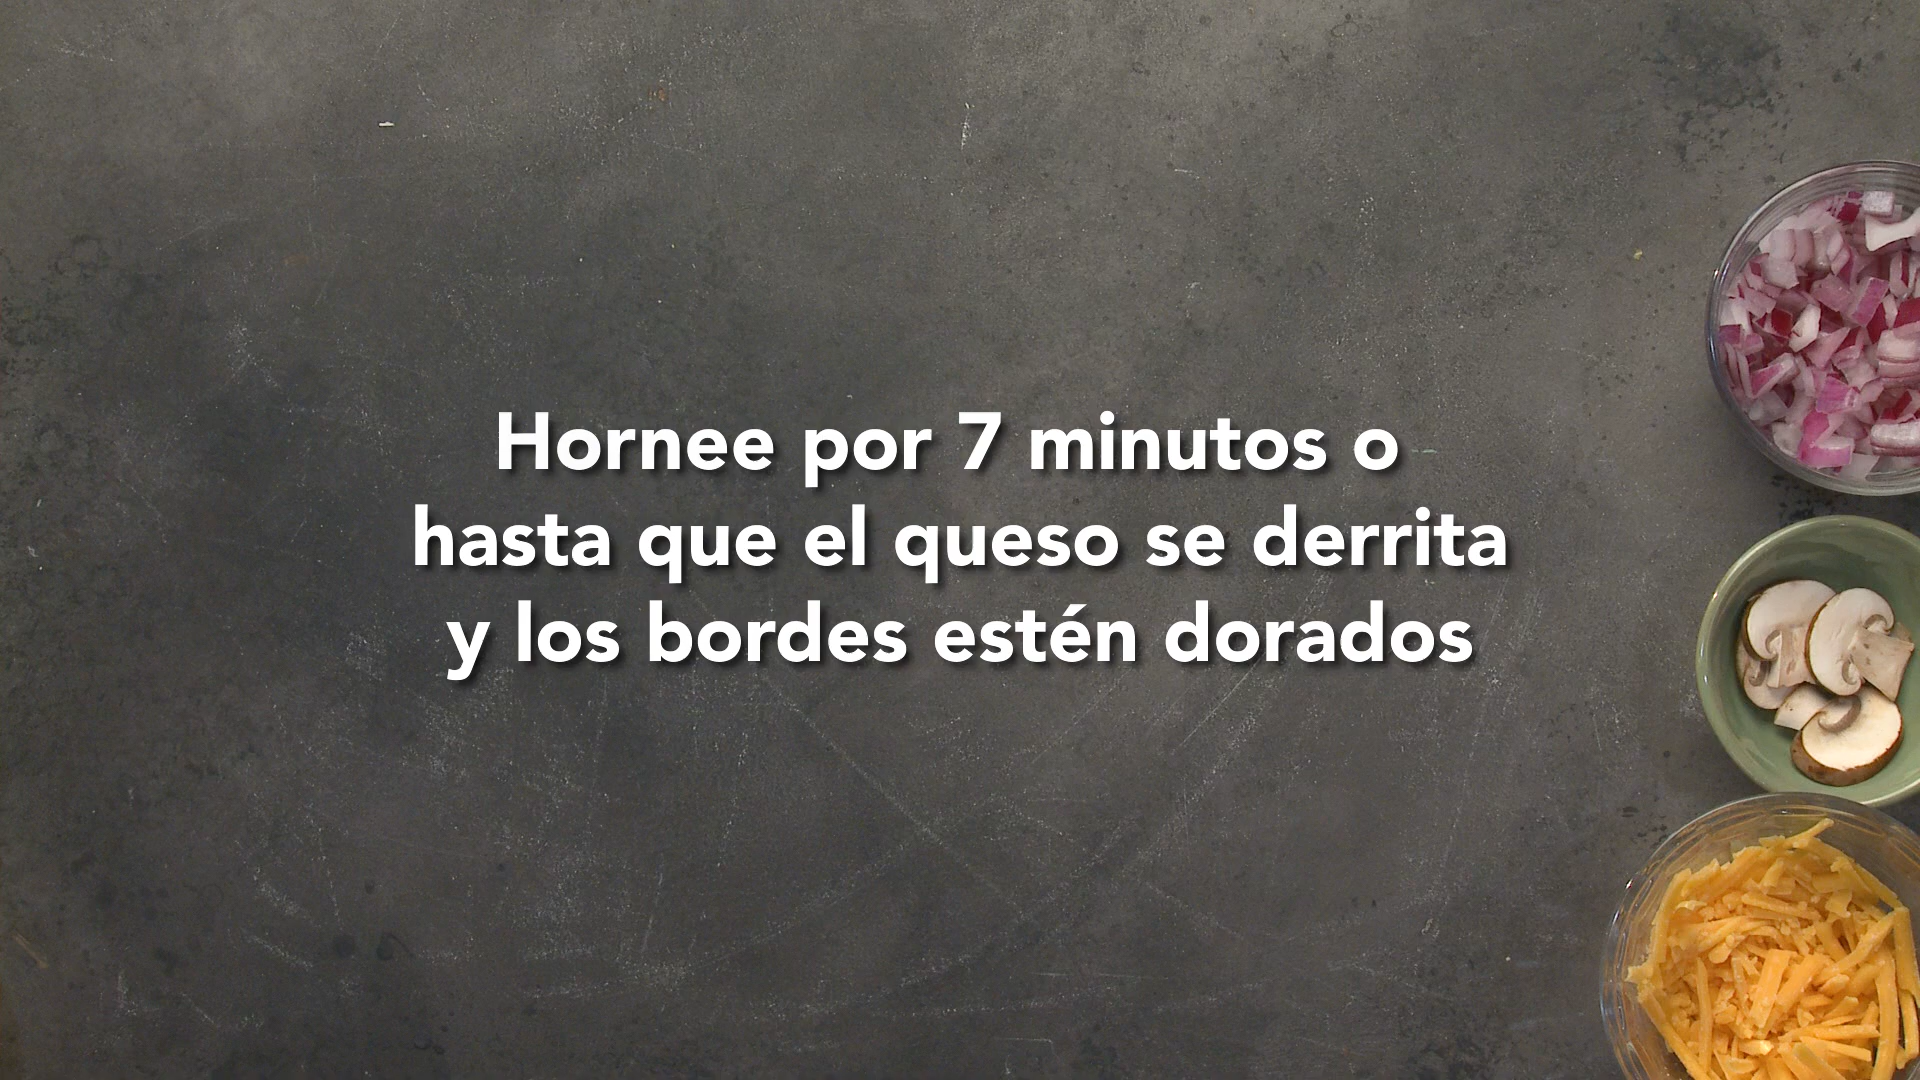 Hornee por 7 minutos o
hasta que el queso se derrita
y los bordes estén dorados